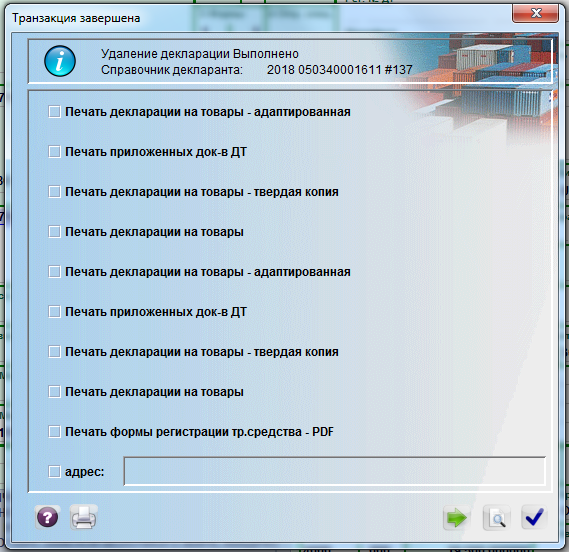 Транзакция завершена
Удаление декларации Выполнено
Справочник декларанта: 2018 050340001611 #137
Печать декларации на товары - адаптированная
Печать приложенных док-в ДТ
Печать декларации на товары - твердая копия
Печать декларации на товары
Печать декларации на товары - адаптированная
Печать приложенных док-в ДТ
Печать декларации на товары - твердая копия
Печать декларации на товары
Печать формы регистрации тр.средства - PDF
адрес: